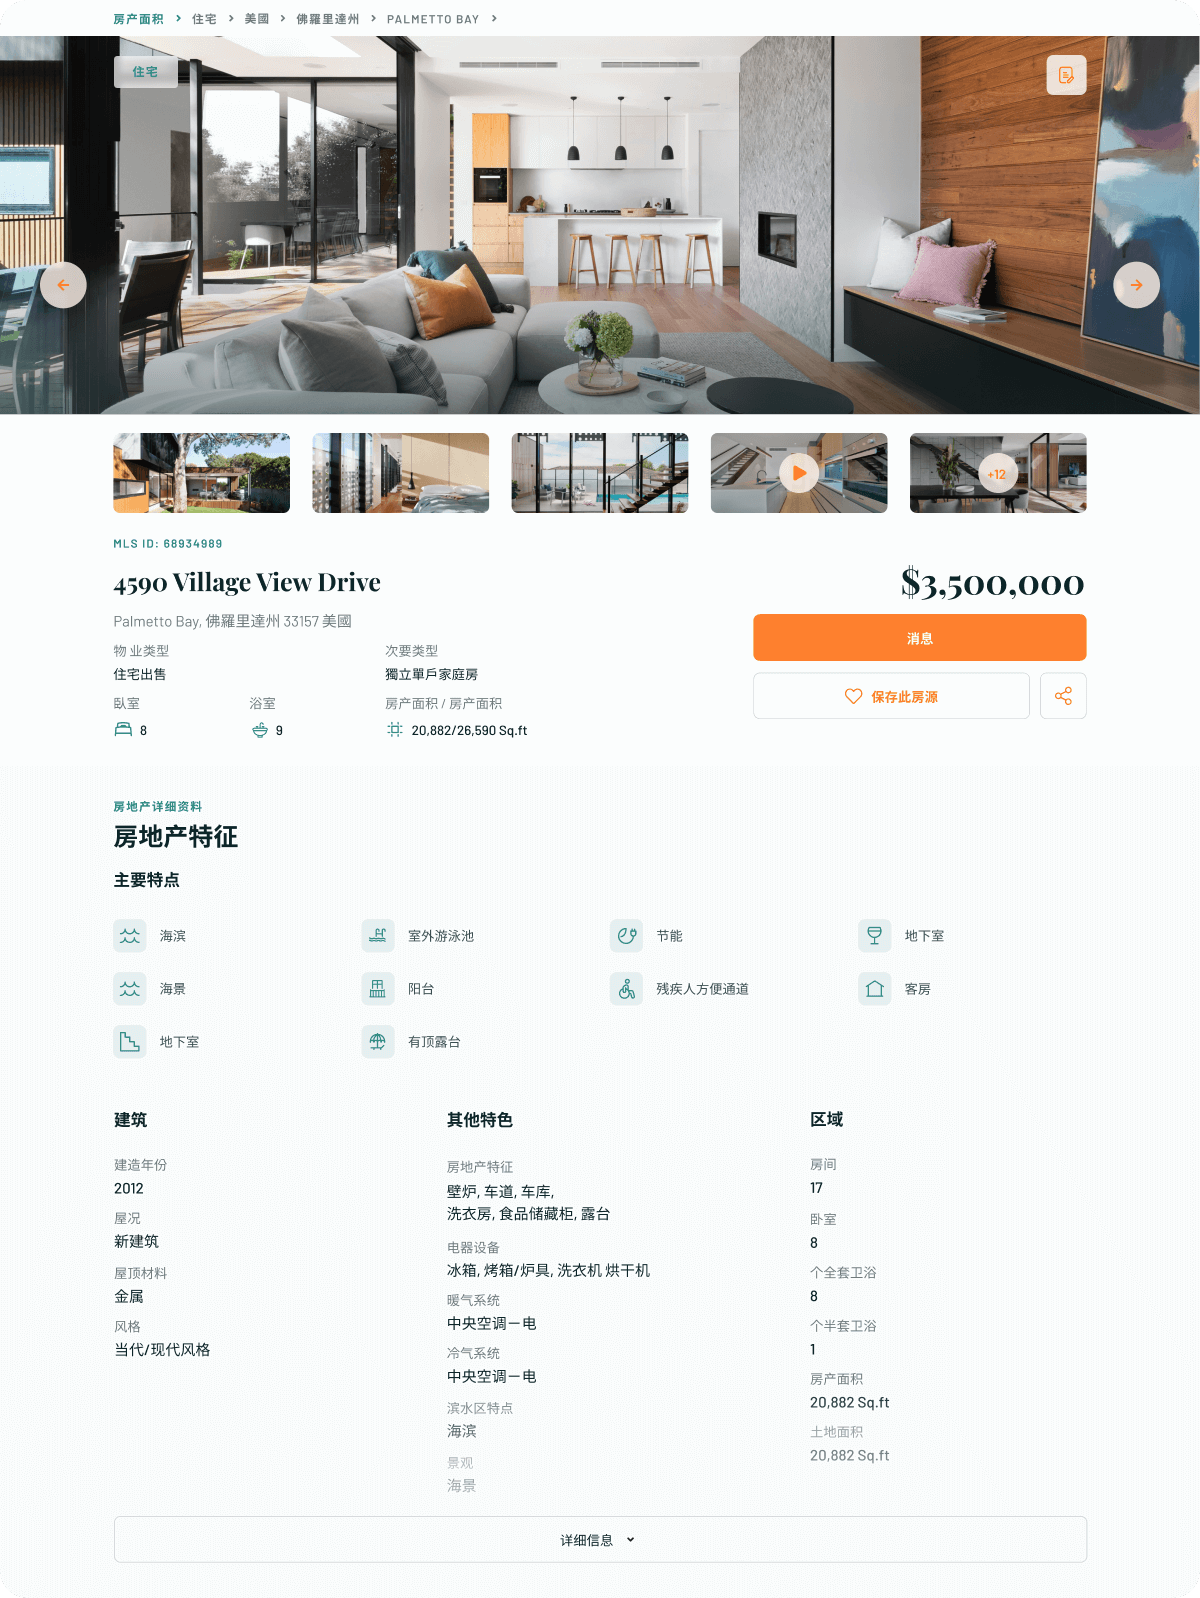 房产面积 > 住宅 > 美國 > 佛羅里達州 > PALMETTO BAY >
住宅
+12
MLS ID: 68934989
4590 Village View Drive
$3,500,000
Palmetto Bay, 佛羅里達州 33157 美國
消息
物 业类型 次要类型
住宅出售 獨立單戶家庭房
保存此房源
臥室 浴室 房产面积 / 房产面积
8 9 20,882/26,590 Sq.ft
房地产详细资料
房地产特征
主要特点
海滨 室外游泳池 节能 地下室
海景 阳台 残疾人方便通道 客房
地下室 有顶露台
建筑
建造年份
2012
屋况
新建筑
屋顶材料
金属
风格
当代/现代风格
其他特色
房地产特征
壁炉, 车道, 车库,
洗衣房, 食品储藏柜, 露台
电器设备
冰箱, 烤箱/炉具, 洗衣机 烘干机
暖气系统
中央空调－电
冷气系统
中央空调－电
滨水区特点
海滨
景观
海景
区域
房间
17
卧室
8
个全套卫浴
8
个半套卫浴
1
房产面积
20,882 Sq.ft
土地面积
20,882 Sq.ft
详细信息